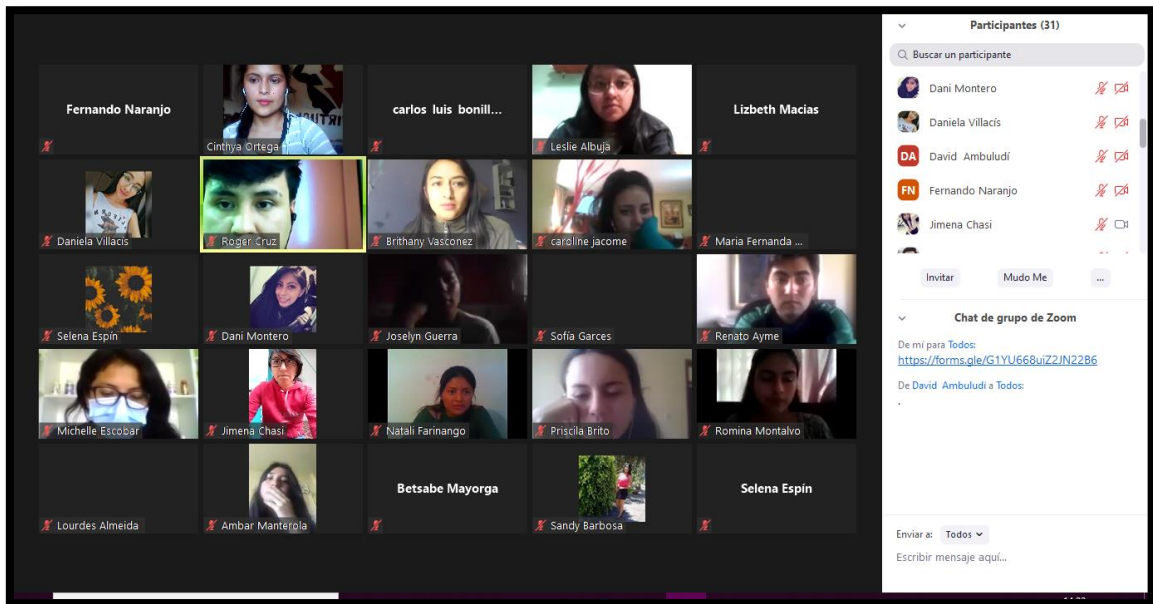 Fernando Naranjo
Cinthya Ortega
carlos luis bonill...
Leslie Albuja
Lizbeth Macias
Daniela Villacís
Roger Cruz
Brithany Vasconez
caroline jacome
Maria Fernanda ...
Selena Espín
Dani Montero
Joselyn Guerra
Sofía Garces
Renato Ayme
Michelle Escobar
Jimena Chasi
Natali Farinango
Priscila Brito
Romina Montalvo
Lourdes Almeida
Ambar Manterola
Betsabe Mayorga
Sandy Barbosa
Selena Espín
Participantes (31)
Buscar un participante
Dani Montero
Daniela Villacís
DA David Ambuludí
FN Fernando Naranjo
Jimena Chasi
Invitar Mudo Me ...
Chat de grupo de Zoom
De mí para Todos:
https://forms.gle/G1YU668uiZ2JN22B6
De David Ambuludí a Todos:
.
Enviar a: Todos
Escribir mensaje aquí...